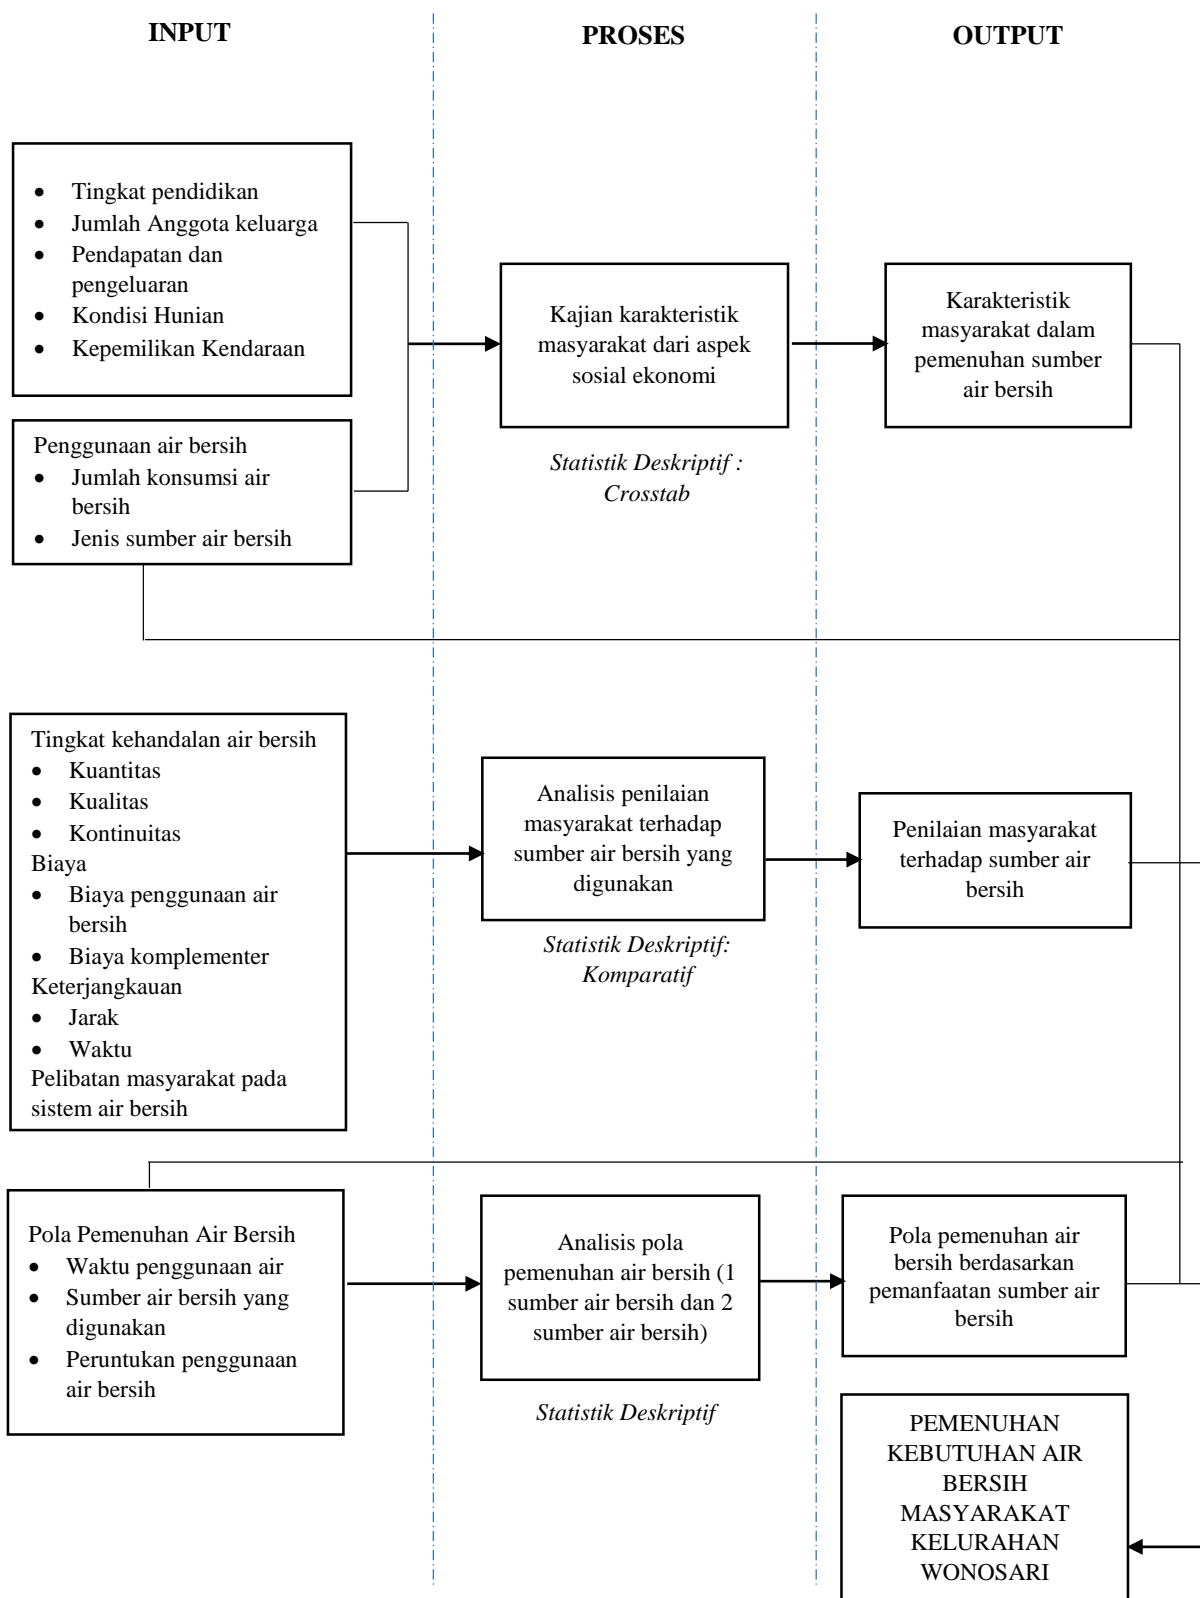 INPUT
PROSES
OUTPUT
• Tingkat pendidikan
• Jumlah Anggota keluarga
• Pendapatan dan
pengeluaran
• Kondisi Hunian
• Kepemilikan Kendaraan
Kajian karakteristik
masyarakat dari aspek
sosial ekonomi
Karakteristik
masyarakat dalam
pemenuhan sumber
air bersih
Penggunaan air bersih
• Jumlah konsumsi air
bersih
• Jenis sumber air bersih
Statistik Deskriptif :
Crosstab
Tingkat kehandalan air bersih
• Kuantitas
• Kualitas
• Kontinuitas
Biaya
• Biaya penggunaan air
bersih
• Biaya komplementer
Keterjangkauan
• Jarak
• Waktu
Pelibatan masyarakat pada
sistem air bersih
Analisis penilaian
masyarakat terhadap
sumber air bersih yang
digunakan
Statistik Deskriptif:
Komparatif
Penilaian masyarakat
terhadap sumber air
bersih
Pola Pemenuhan Air Bersih
• Waktu penggunaan air
• Sumber air bersih yang
digunakan
• Peruntukan penggunaan
air bersih
Analisis pola
pemenuhan air bersih (1
sumber air bersih dan 2
sumber air bersih)
Statistik Deskriptif
Pola pemenuhan air
bersih berdasarkan
pemanfaatan sumber air
bersih
PEMENUHAN
KEBUTUHAN AIR
BERSIH
MASYARAKAT
KELURAHAN
WONOSARI